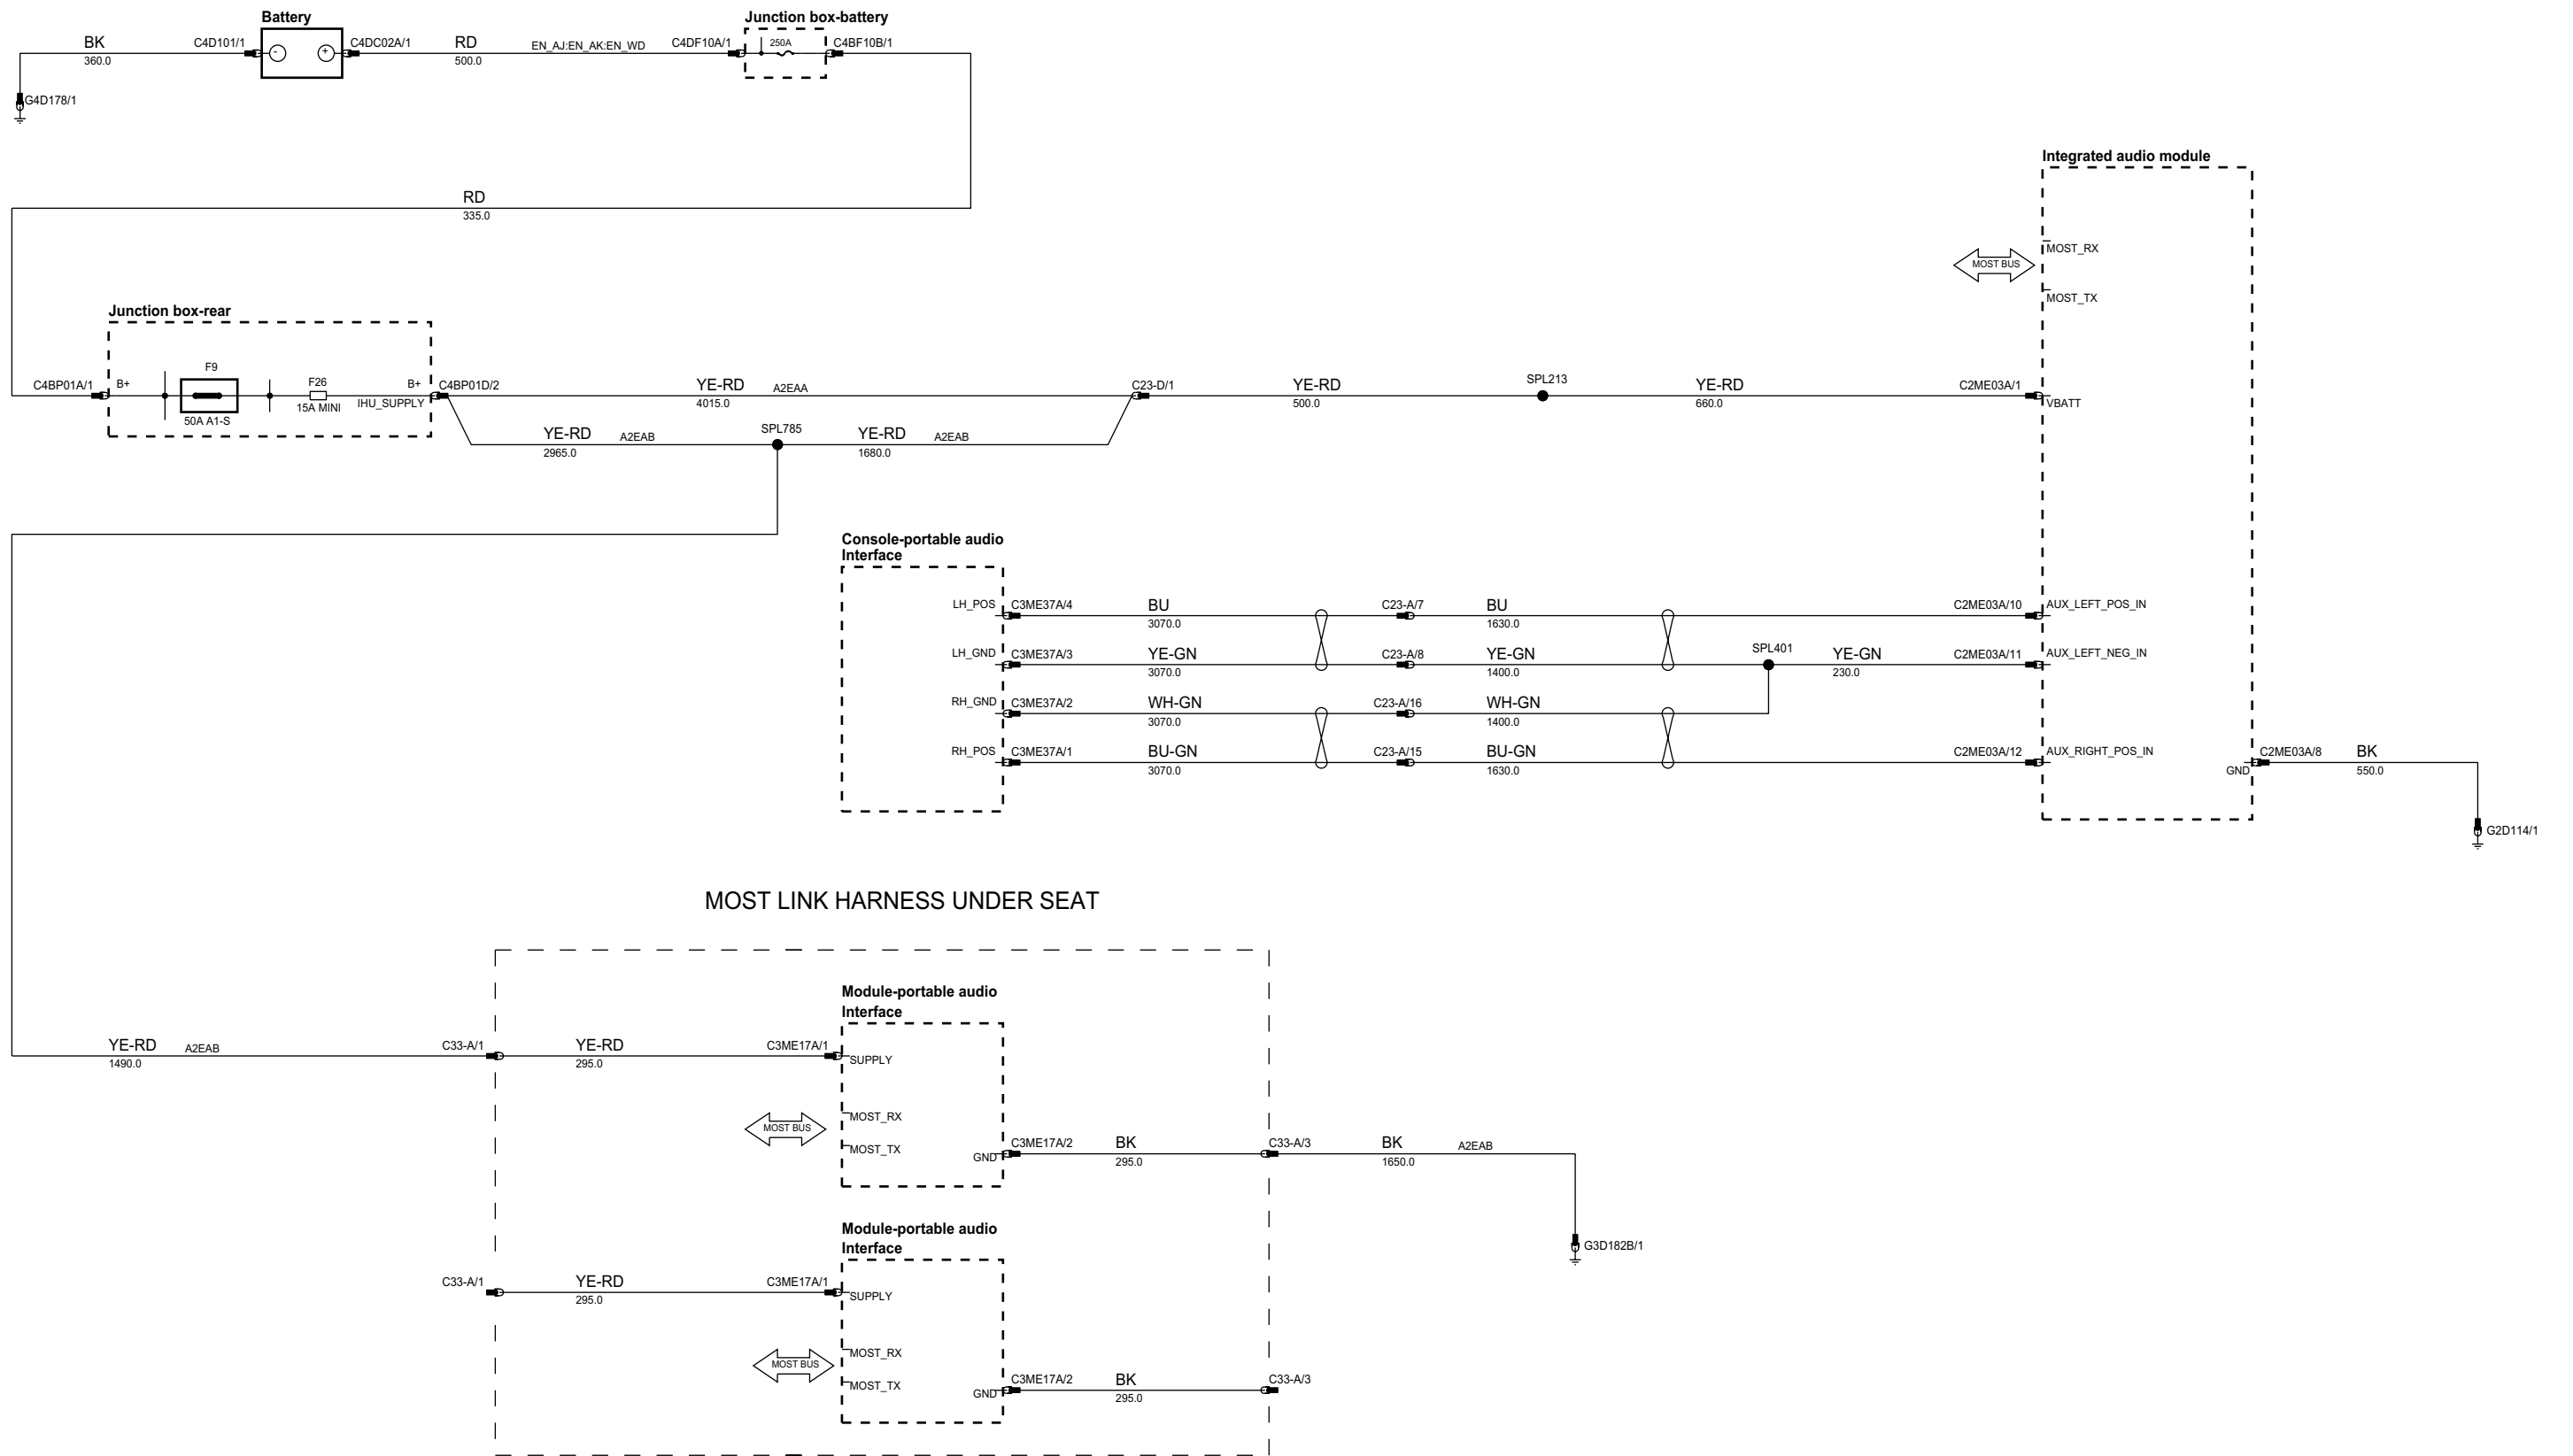 Battery
Junction box-battery
BK
C4D101/1
-
+
C4DC02A/1
RD
EN_AJ:EN_AK:EN_WD
C4DF10A/1
250A
C4BF10B/1
360.0
500.0
G4D178/1
Integrated audio module
RD
335.0
MOST_RX
MOST BUS
MOST_TX
Junction box-rear
F9
C4BP01A/1
B+
F26
B+
C4BP01D/2
YE-RD
A2EAA
C23-D/1
YE-RD
SPL213
YE-RD
C2ME03A/1
15A MINI
IHU_SUPPLY
4015.0
500.0
660.0
VBATT
50A A1-S
YE-RD
A2EAB
SPL785
YE-RD
A2EAB
2965.0
1680.0
Console-portable audio
Interface
LH_POS
C3ME37A/4
BU
C23-A/7
BU
C2ME03A/10
AUX_LEFT_POS_IN
3070.0
1630.0
LH_GND
C3ME37A/3
YE-GN
C23-A/8
YE-GN
SPL401
YE-GN
C2ME03A/11
AUX_LEFT_NEG_IN
3070.0
1400.0
230.0
RH_GND
C3ME37A/2
WH-GN
C23-A/16
WH-GN
3070.0
1400.0
RH_POS
C3ME37A/1
BU-GN
C23-A/15
BU-GN
C2ME03A/12
AUX_RIGHT_POS_IN
C2ME03A/8
BK
3070.0
1630.0
GND
550.0
G2D114/1
MOST LINK HARNESS UNDER SEAT
Module-portable audio
Interface
YE-RD
A2EAB
C33-A/1
YE-RD
C3ME17A/1
SUPPLY
1490.0
295.0
MOST_RX
MOST BUS
MOST_TX
GND
C3ME17A/2
BK
C33-A/3
BK
A2EAB
295.0
1650.0
Module-portable audio
Interface
G3D182B/1
C33-A/1
YE-RD
C3ME17A/1
SUPPLY
295.0
MOST_RX
MOST BUS
MOST_TX
GND
C3ME17A/2
BK
C33-A/3
295.0